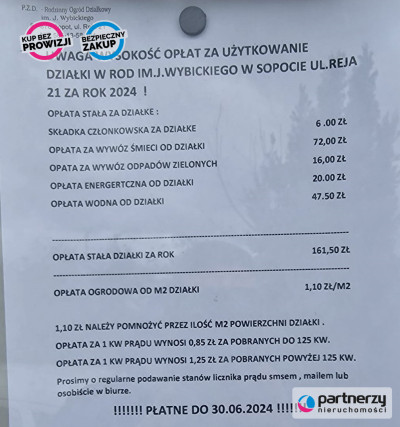 P.Z.D. Rodzinny Ogród Działkowy
im. J. Wybickiego
KUP BEZ PROWIZJI
BEZPIECZNY ZAKUP
UWAGA WYSOKOŚĆ OPŁAT ZA UŻYTKOWANIE
DZIAŁKI W ROD IM.J.WYBICKIEGO W SOPOCIE UL.REJA
21 ZA ROK 2024 !
OPŁATA STAŁA ZA DZIAŁKE :
SKŁADKA CZŁONKOWSKA ZA DZIAŁKE 6 .00 ZŁ
OPŁATA ZA WYWÓZ ŚMIECI OD DZIAŁKI 72,00 ZŁ
OPATA ZA WYWÓZ ODPADÓW ZIELONYCH 16,00 ZŁ
OPŁATA ENERGERTCZNA OD DZIAŁKI 20.00 ZŁ
OPŁATA WODNA OD DZIAŁKI 47.50 ZŁ
OPŁATA STAŁA DZIAŁKI ZA ROK 161,50 ZŁ
OPŁATA OGRODOWA OD M2 DZIAŁKI 1,10 ZŁ/M2
1,10 ZŁ NALEŻY POMNOŻYĆ PRZEZ ILOŚĆ M2 POWIERZCHNI DZIAŁKI .
OPŁATA ZA 1 KW PRĄDU WYNOSI 0,85 ZŁ ZA POBRANYCH DO 125 KW.
OPŁATA ZA 1 KW PRĄDU WYNOSI 1,25 ZŁ ZA POBRANYCH POWYŻEJ 125 KW.
Prosimy o regularne podawanie stanów licznika prądu smsem , mailem lub
osobiście w biurze.
!!!!!!! PŁATNE DO 30.06.2024 !!!!!!
partnerzy
nieruchomości